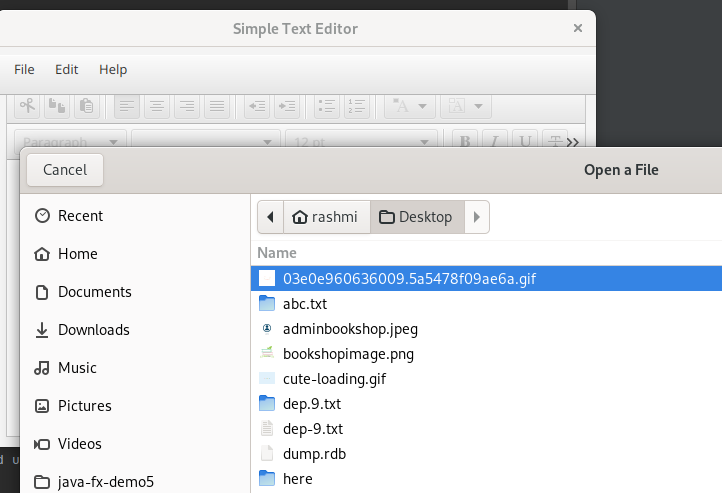 Simple Text Editor
File Edit Help
Paragraph 12 pt B I U T
Cancel Open a File
Recent
Home
Documents
Downloads
Music
Pictures
Videos
java-fx-demo5
rashmi Desktop
Name
03e0e960636009.5a5478f09ae6a.gif
abc.txt
adminbookshop.jpeg
bookshopimage.png
cute-loading.gif
dep.9.txt
dep-9.txt
dump.rdb
here
d u